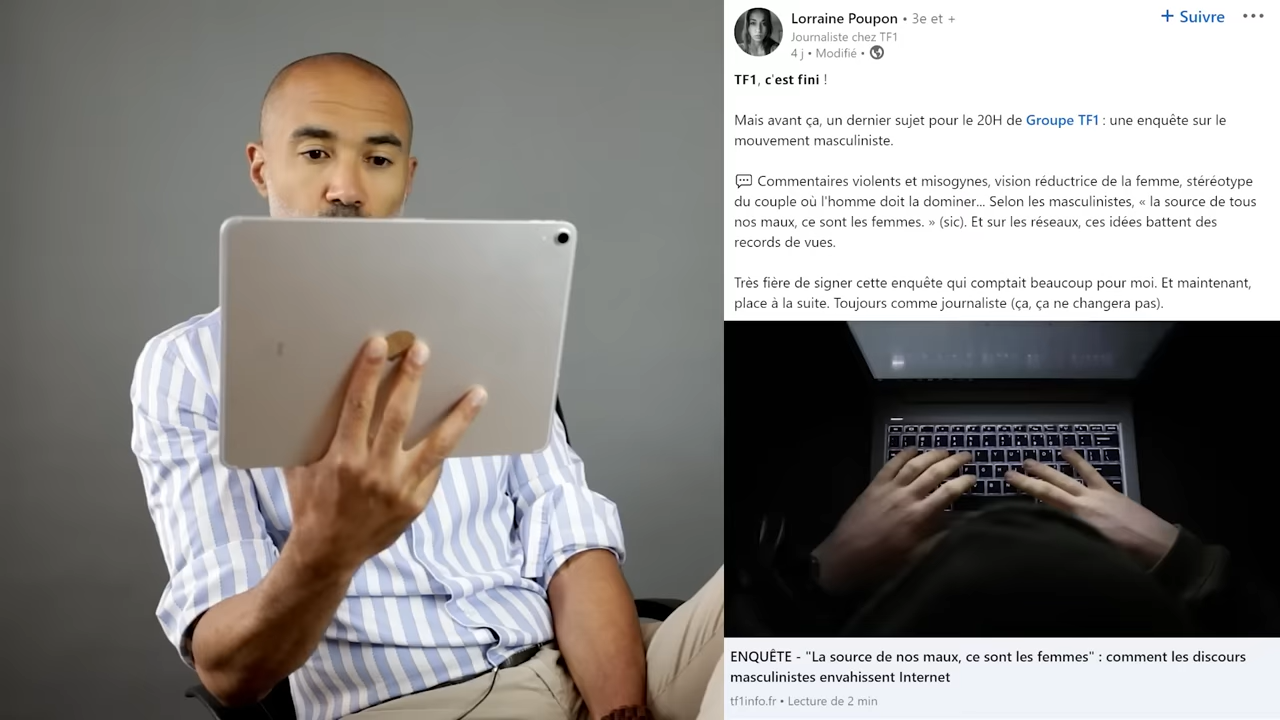 Lorraine Poupon • 3e et +
+ Suivre
Journaliste chez TF1
4 j • Modifié •
TF1, c'est fini !
Mais avant ça, un dernier sujet pour le 20H de Groupe TF1 : une enquête sur le
mouvement masculiniste.
💬 Commentaires violents et misogynes, vision réductrice de la femme, stéréotype
du couple où l'homme doit la dominer... Selon les masculinistes, « la source de tous
nos maux, ce sont les femmes. » (sic). Et sur les réseaux, ces idées battent des
records de vues.
Très fière de signer cette enquête qui comptait beaucoup pour moi. Et maintenant,
place à la suite. Toujours comme journaliste (ça, ça ne changera pas).
ENQUÊTE - "La source de nos maux, ce sont les femmes" : comment les discours
masculinistes envahissent Internet
tf1info.fr • Lecture de 2 min